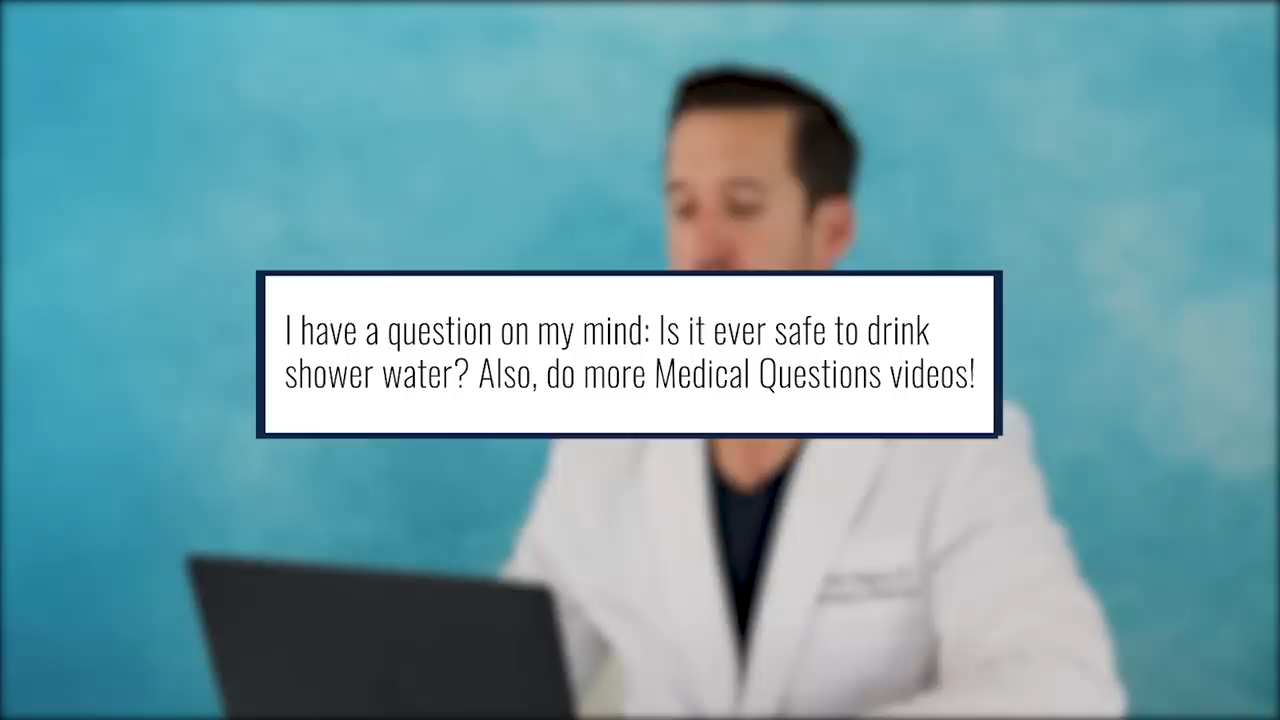 I have a question on my mind: Is it ever safe to drink
shower water? Also, do more Medical Questions videos!